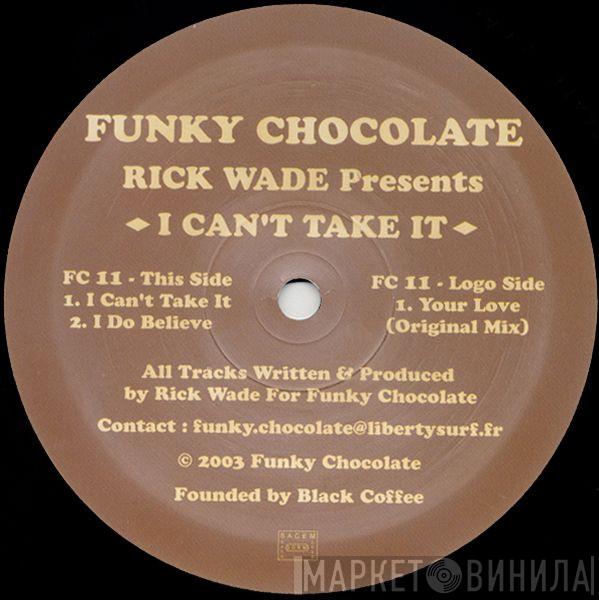 FUNKY CHOCOLATE
RICK WADE Presents
I CAN'T TAKE IT
FC 11 - This Side
1. I Can't Take It
2. I Do Believe
FC 11 - Logo Side
1. Your Love
(Original Mix)
All Tracks Written & Produced
by Rick Wade For Funky Chocolate
Contact : funky.chocolate@libertysurf.fr
© 2003 Funky Chocolate
Founded by Black Coffee
SACEM
МАРКЕТ ВИНИЛА